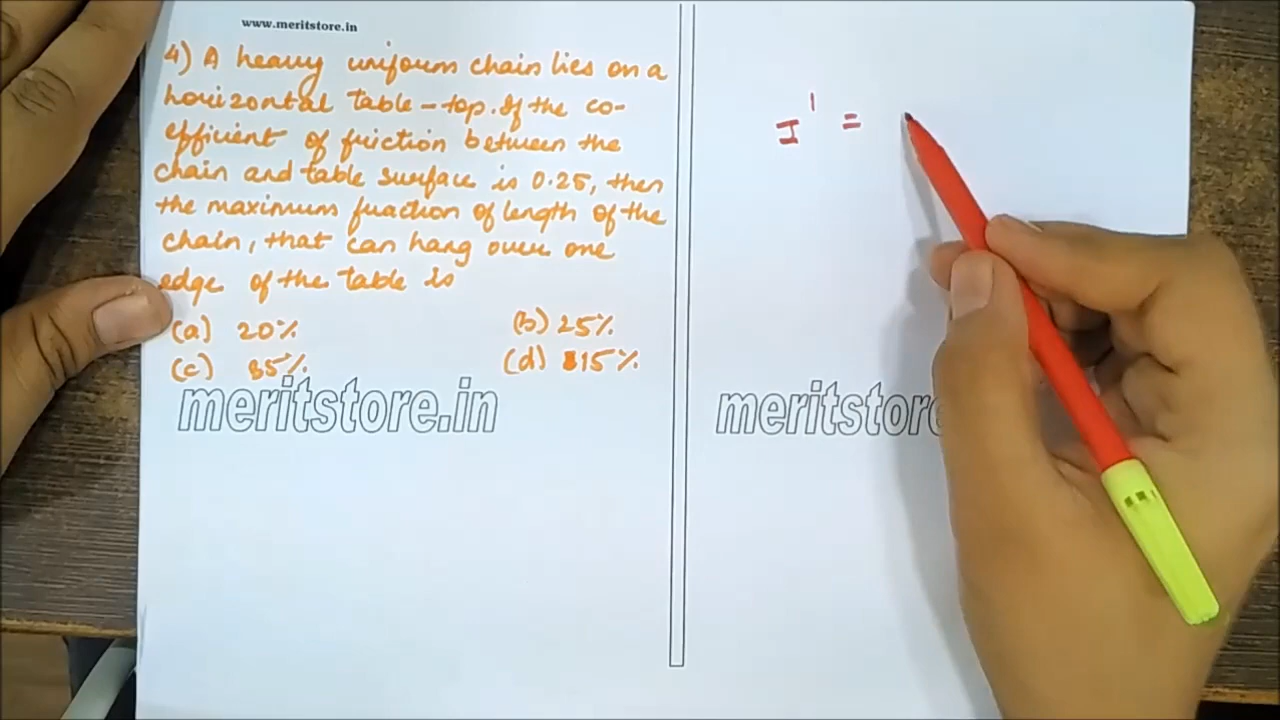 www.meritstore.in
4) A heavy uniform chain lies on a
horizontal table-top. If the co-
efficient of friction between the
chain and table surface is 0.25, then
the maximum fraction of length of the
chain, that can hang over one
edge of the table is
(a) 20% (b) 25%
(c) 35% (d) 15%
meritstore.in
I' =
meritstore